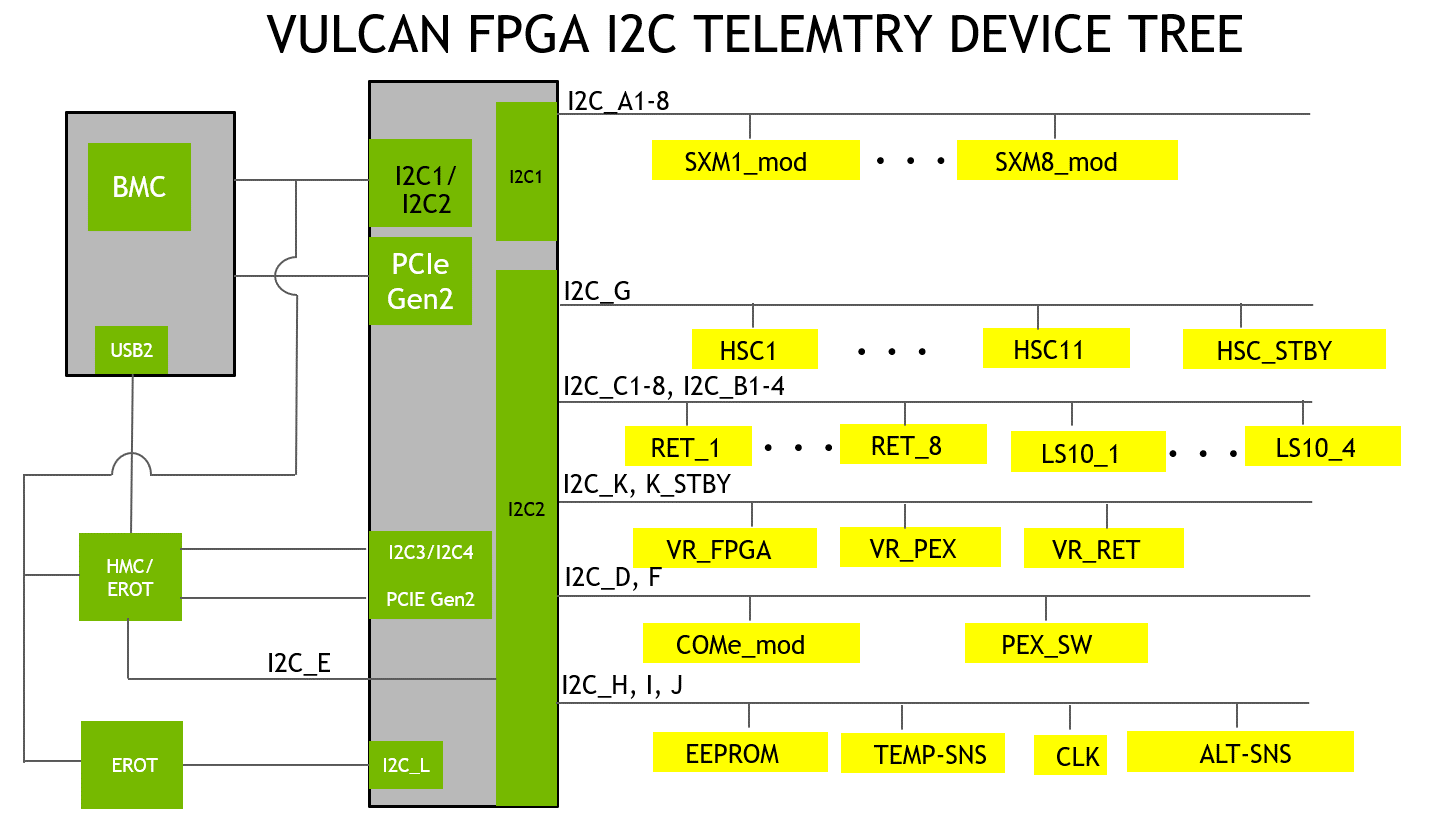 VULCAN FPGA I2C TELEMTRY DEVICE TREE
BMC
USB2
HMC/
EROT
EROT
I2C_E
I2C1/
I2C2
PCIe
Gen2
I2C3/I2C4
PCIE Gen2
I2C_L
I2C1
I2C2
I2C_A1-8
SXM1_mod
• • •
SXM8_mod
I2C_G
HSC1
• • •
HSC11
HSC_STBY
I2C_C1-8, I2C_B1-4
RET_1
• • •
RET_8
LS10_1
• • •
LS10_4
I2C_K, K_STBY
VR_FPGA
VR_PEX
VR_RET
I2C_D, F
COMe_mod
PEX_SW
I2C_H, I, J
EEPROM
TEMP-SNS
CLK
ALT-SNS